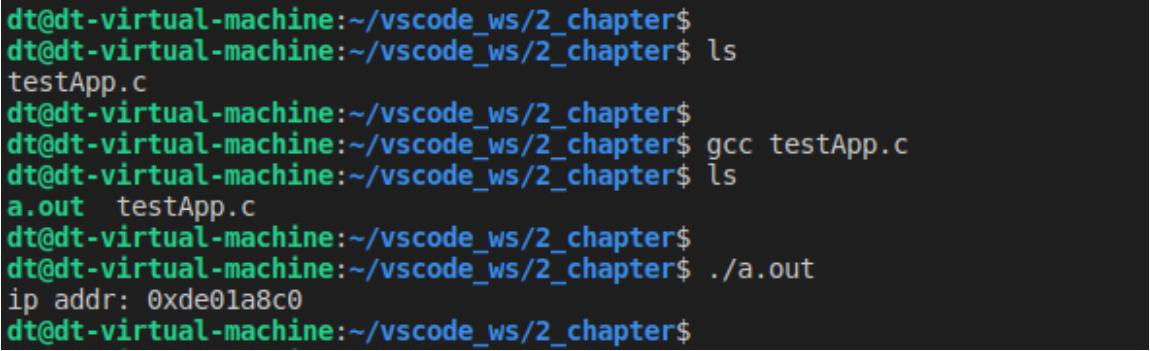 dt@dt-virtual-machine:~/vscode_ws/2_chapter$
dt@dt-virtual-machine:~/vscode_ws/2_chapter$ ls
testApp.c
dt@dt-virtual-machine:~/vscode_ws/2_chapter$
dt@dt-virtual-machine:~/vscode_ws/2_chapter$ gcc testApp.c
dt@dt-virtual-machine:~/vscode_ws/2_chapter$ ls
a.out  testApp.c
dt@dt-virtual-machine:~/vscode_ws/2_chapter$
dt@dt-virtual-machine:~/vscode_ws/2_chapter$ ./a.out
ip addr: 0xde01a8c0
dt@dt-virtual-machine:~/vscode_ws/2_chapter$